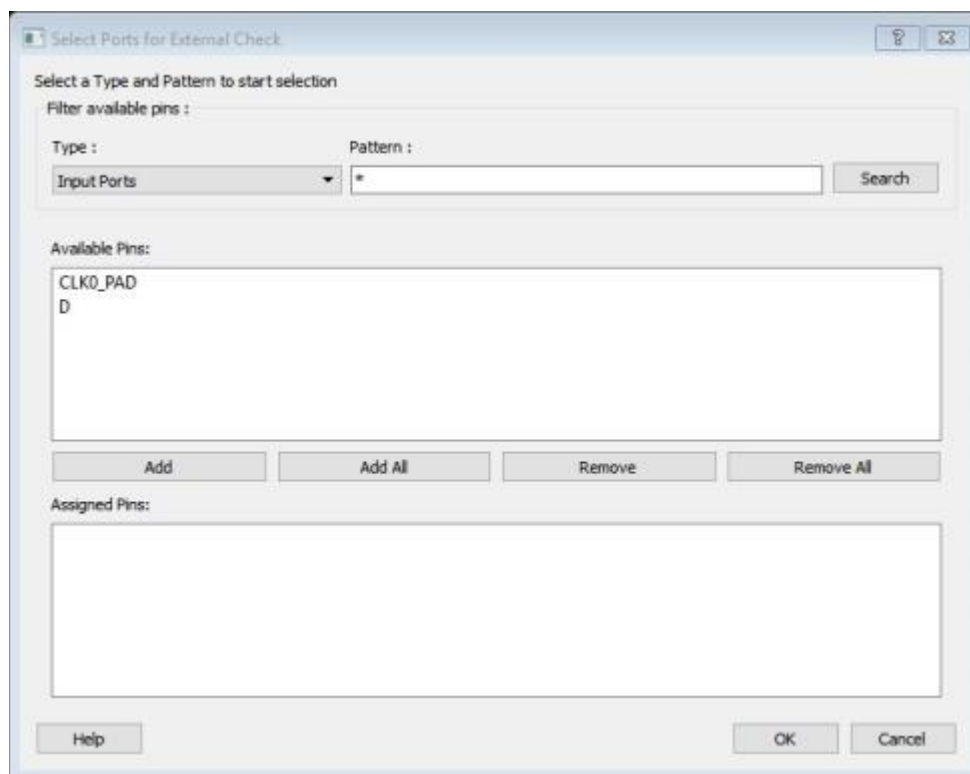 Select Ports for External Check
Select a Type and Pattern to start selection
Filter available pins :
Type : Pattern :
Input Ports * Search
Available Pins:
CLK0_PAD
D
Add Add All Remove Remove All
Assigned Pins:
Help OK Cancel